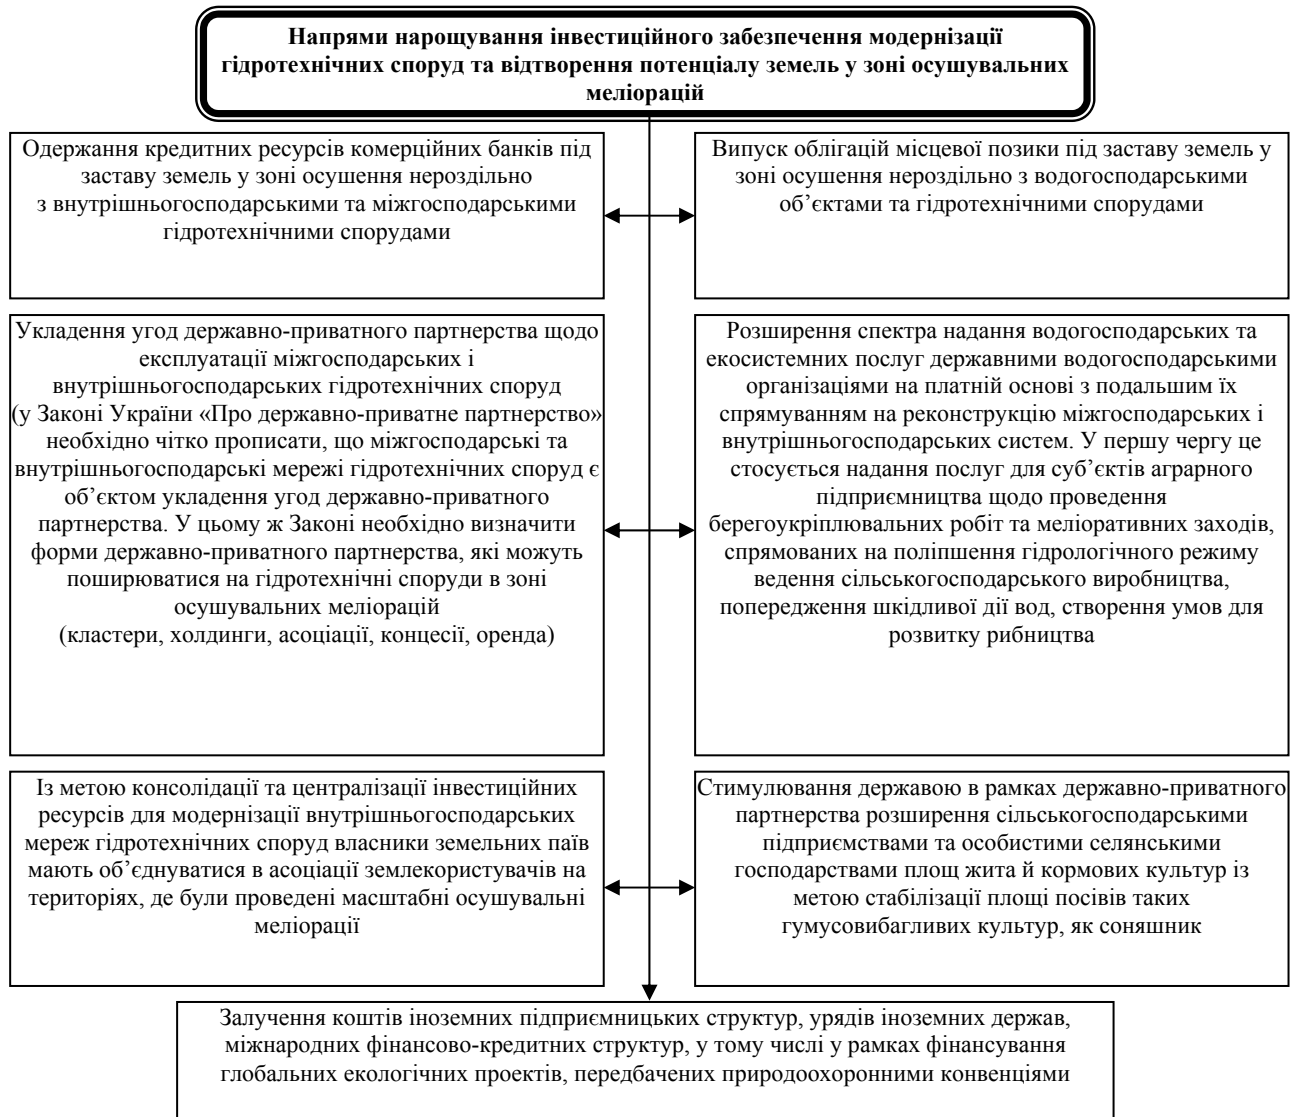 Напрями нарощування інвестиційного забезпечення модернізації
гідротехнічних споруд та відтворення потенціалу земель у зоні осушувальних
меліорацій
Одержання кредитних ресурсів комерційних банків під
заставу земель у зоні осушення нероздільно
з внутрішньогосподарськими та міжгосподарськими
гідротехнічними спорудами
Випуск облігацій місцевої позики під заставу земель у
зоні осушення нероздільно з водогосподарськими
об’єктами та гідротехнічними спорудами
Укладення угод державно-приватного партнерства щодо
експлуатації міжгосподарських і
внутрішньогосподарських гідротехнічних споруд
(у Законі України «Про державно-приватне партнерство»
необхідно чітко прописати, що міжгосподарські та
внутрішньогосподарські мережі гідротехнічних споруд є
об’єктом укладення угод державно-приватного
партнерства. У цьому ж Законі необхідно визначити
форми державно-приватного партнерства, які можуть
поширюватися на гідротехнічні споруди в зоні
осушувальних меліорацій
(кластери, холдинги, асоціації, концесії, оренда)
Розширення спектра надання водогосподарських та
екосистемних послуг державними водогосподарськими
організаціями на платній основі з подальшим їх
спрямуванням на реконструкцію міжгосподарських і
внутрішньогосподарських систем. У першу чергу це
стосується надання послуг для суб’єктів аграрного
підприємництва щодо проведення
берегоукріплювальних робіт та меліоративних заходів,
спрямованих на поліпшення гідрологічного режиму
ведення сільськогосподарського виробництва,
попередження шкідливої дії вод, створення умов для
розвитку рибництва
Із метою консолідації та централізації інвестиційних
ресурсів для модернізації внутрішньогосподарських
мереж гідротехнічних споруд власники земельних паїв
мають об’єднуватися в асоціації землекористувачів на
територіях, де були проведені масштабні осушувальні
меліорації
Стимулювання державою в рамках державно-приватного
партнерства розширення сільськогосподарськими
підприємствами та особистими селянськими
господарствами площ жита й кормових культур із
метою стабілізації площі посівів таких
гумусовибагливих культур, як соняшник
Залучення коштів іноземних підприємницьких структур, урядів іноземних держав,
міжнародних фінансово-кредитних структур, у тому числі у рамках фінансування
глобальних екологічних проектів, передбачених природоохоронними конвенціями